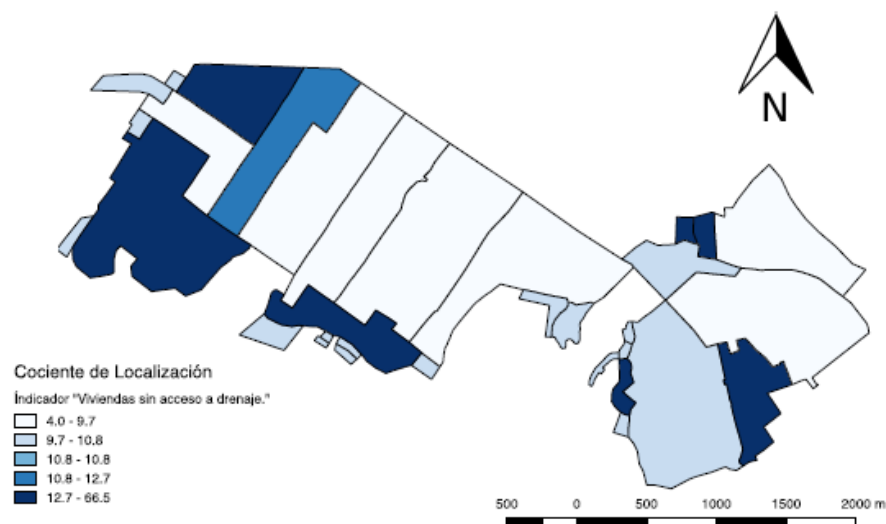 N
Cociente de Localización
Índicador "Viviendas sin acceso a drenaje."
4.0 - 9.7
9.7 - 10.8
10.8 - 10.8
10.8 - 12.7
12.7 - 66.5
500 0 500 1000 1500 2000 m